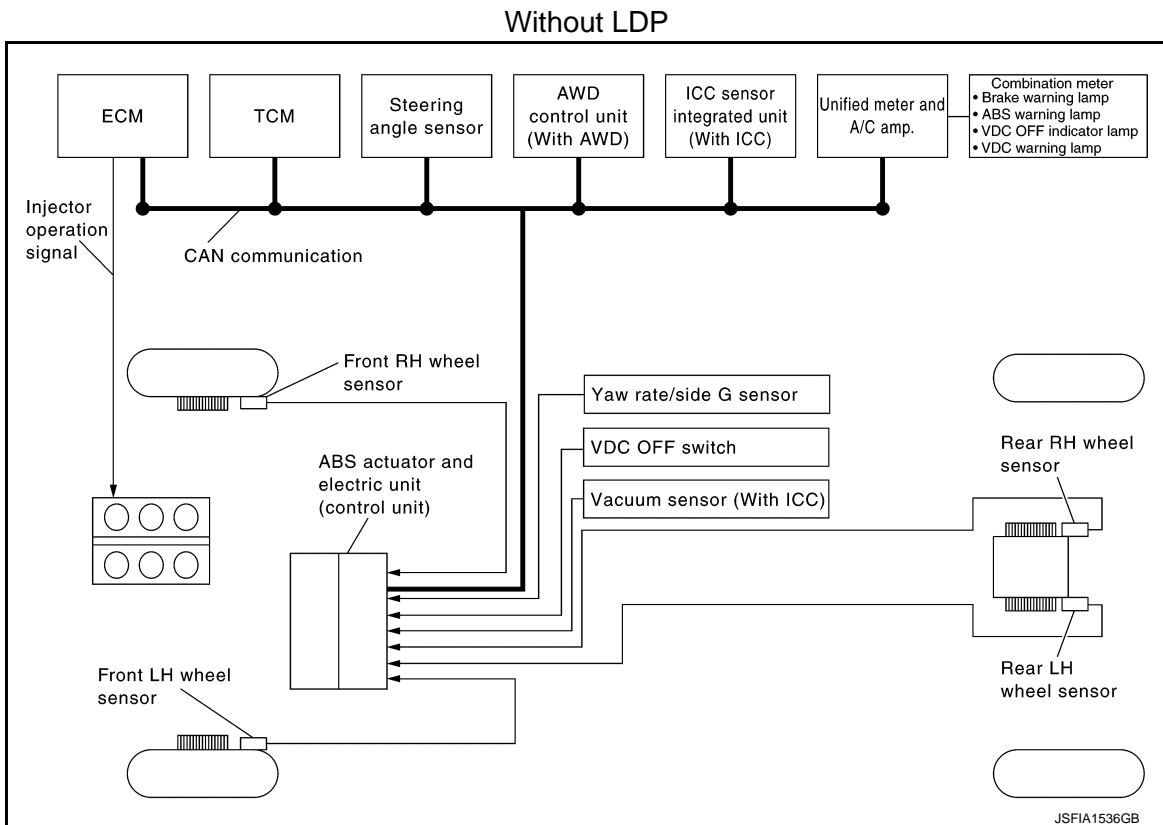 Without LDP
ECM
TCM
Steering
angle sensor
AWD
control unit
(With AWD)
ICC sensor
integrated unit
(With ICC)
Unified meter and
A/C amp.
Combination meter
• Brake warning lamp
• ABS warning lamp
• VDC OFF indicator lamp
• VDC warning lamp
Injector
operation
signal
CAN communication
Front RH wheel
sensor
Yaw rate/side G sensor
VDC OFF switch
Vacuum sensor (With ICC)
Rear RH wheel
sensor
ABS actuator and
electric unit
(control unit)
Front LH wheel
sensor
Rear LH
wheel sensor
JSFIA1536GB